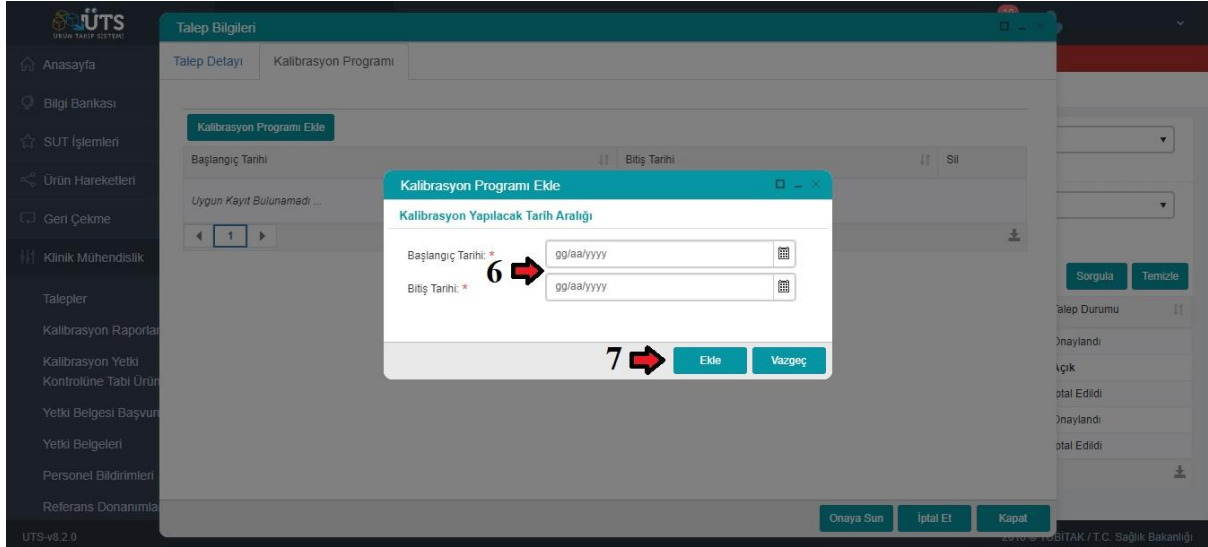 ÜTS
ÜRÜN TAKİP SİSTEMİ
Anasayfa
Bilgi Bankası
SUT İşlemleri
Ürün Hareketleri
Geri Çekme
Klinik Mühendislik
Talepler
Kalibrasyon Raporlar
Kalibrasyon Yetki
Kontrolüne Tabi Ürün
Yetki Belgesi Başvuru
Yetki Belgeleri
Personel Bildirimleri
Referans Donanımla
UTS-v8.2.0
Talep Bilgileri
Talep Detayı Kalibrasyon Programı
Kalibrasyon Programı Ekle
Başlangıç Tarihi Bitiş Tarihi Sil
Uygun Kayıt Bulunamadı ...
1
Kalibrasyon Programı Ekle
Kalibrasyon Yapılacak Tarih Aralığı
Başlangıç Tarihi: * gg/aa/yyyy
6
Bitiş Tarihi: * gg/aa/yyyy
7 Ekle Vazgeç
Onaya Sun İptal Et Kapat
Sorgula Temizle
Talep Durumu
Onaylandı
Açık
ptal Edildi
Onaylandı
ptal Edildi
TÜBİTAK / T.C. Sağlık Bakanlığı